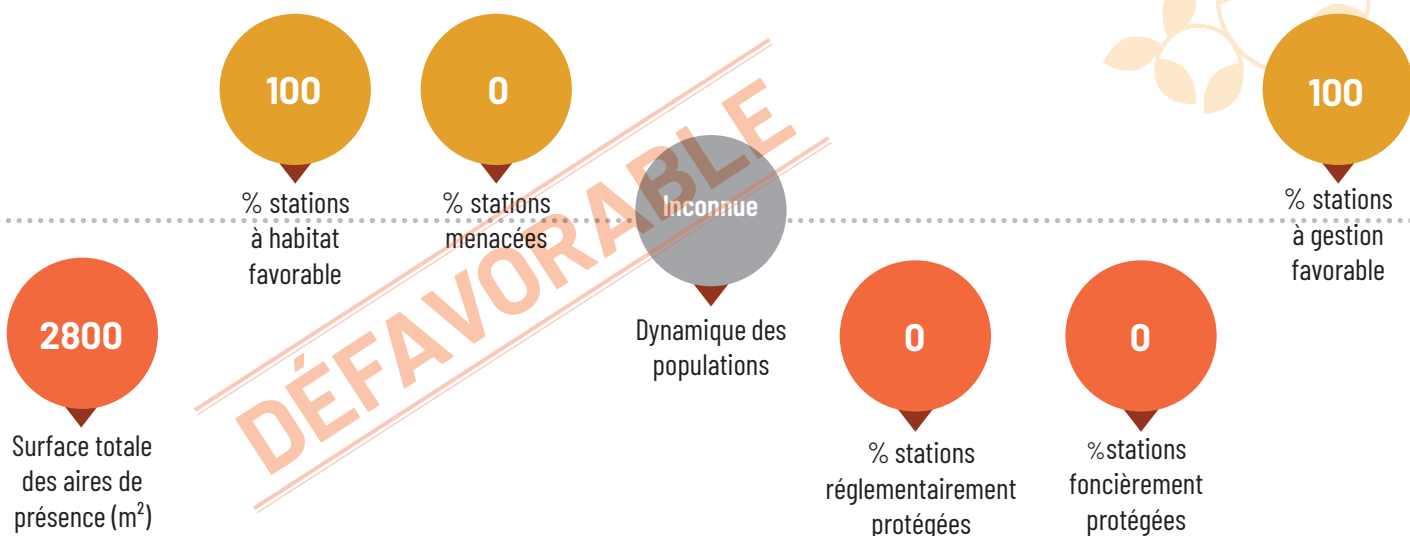 100
% stations
à habitat
favorable
0
% stations
menacées
Inconnue
Dynamique des
populations
100
% stations
à gestion
favorable
2800
Surface totale
des aires de
présence (m²)
DÉFAVORABLE
0
% stations
réglementairement
protégées
0
%stations
foncièrement
protégées